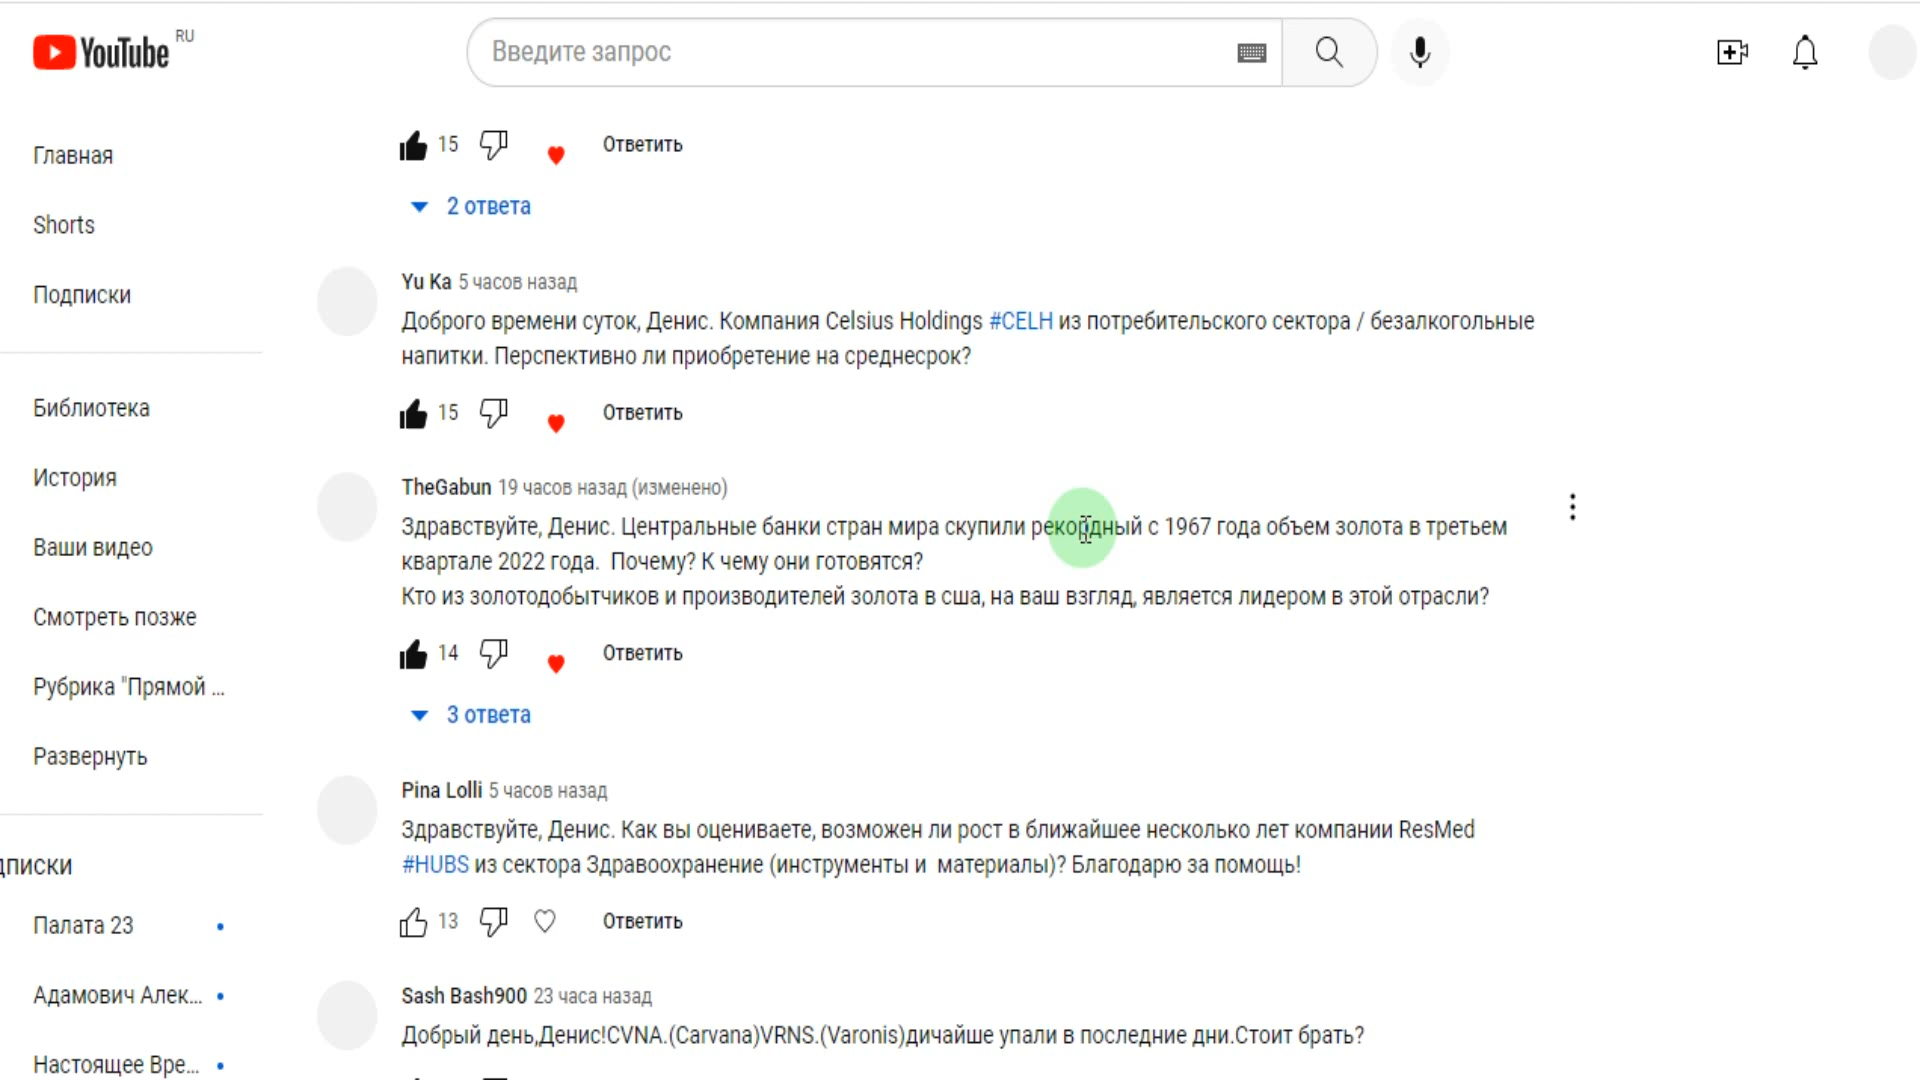 YouTube RU
Введите запрос
Главная
Shorts
Подписки
Библиотека
История
Ваши видео
Смотреть позже
Рубрика "Прямой ...
Развернуть
дписки
Палата 23
Адамович Алек...
Настоящее Вре...
15 Ответить
2 ответа
Yu Ka 5 часов назад
Доброго времени суток, Денис. Компания Celsius Holdings #CELH из потребительского сектора / безалкогольные
напитки. Перспективно ли приобретение на среднесрок?
15 Ответить
TheGabun 19 часов назад (изменено)
Здравствуйте, Денис. Центральные банки стран мира скупили рекордный с 1967 года объем золота в третьем
квартале 2022 года. Почему? К чему они готовятся?
Кто из золотодобытчиков и производителей золота в сша, на ваш взгляд, является лидером в этой отрасли?
14 Ответить
3 ответа
Pina Lolli 5 часов назад
Здравствуйте, Денис. Как вы оцениваете, возможен ли рост в ближайшее несколько лет компании ResMed
#HUBS из сектора Здравоохранение (инструменты и материалы)? Благодарю за помощь!
13 Ответить
Sash Bash900 23 часа назад
Добрый день,Денис!CVNA.(Carvana)VRNS.(Varonis)дичайше упали в последние дни.Стоит брать?